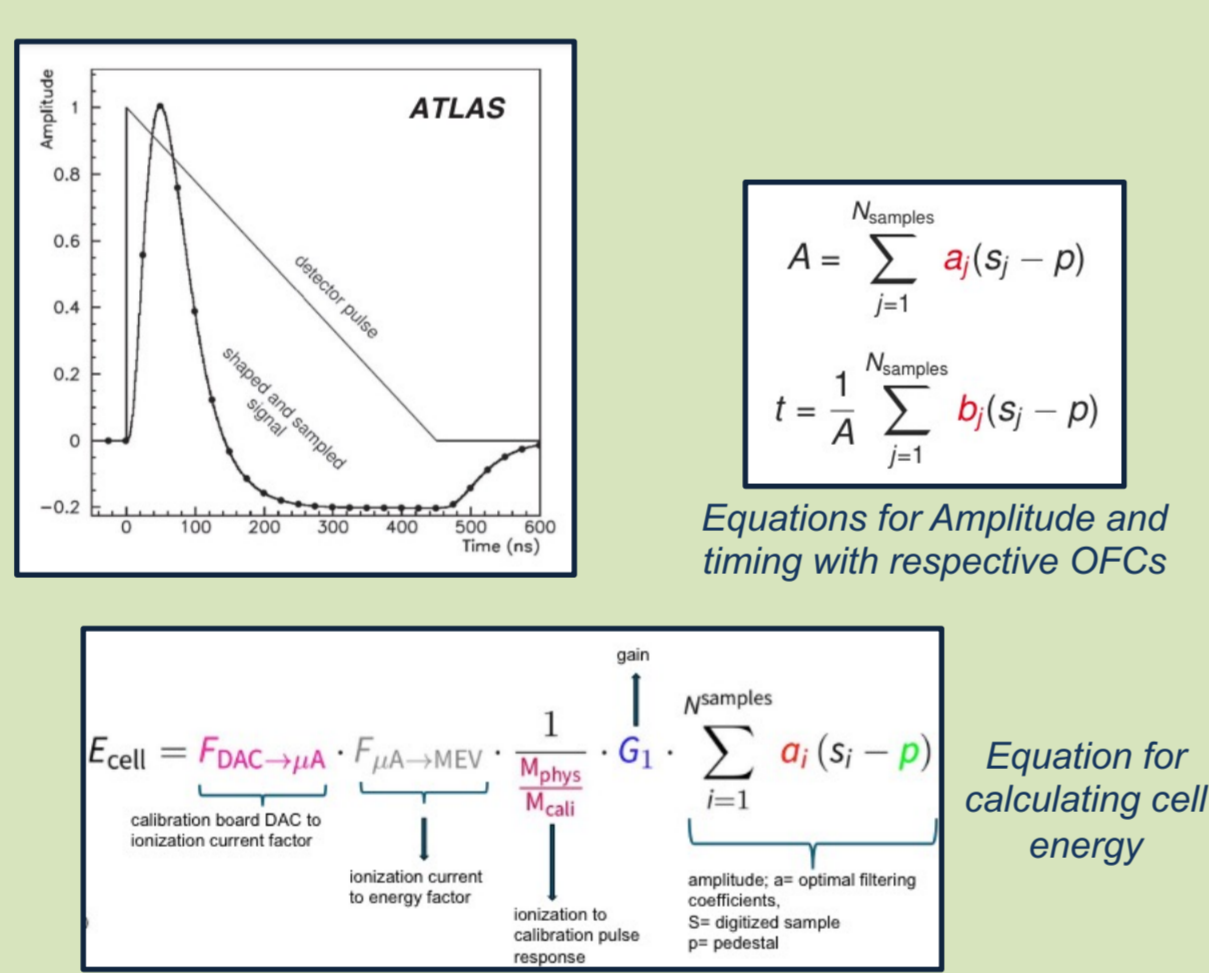 Amplitude
ATLAS
1
0.8
0.6
0.4
0.2
0
−0.2
detector pulse
shaped and sampled
signal
0 100 200 300 400 500 600
Time (ns)
A = ∑_{j=1}^{N_samples} a_j(s_j − p)
t = 1/A ∑_{j=1}^{N_samples} b_j(s_j − p)
Equations for Amplitude and
timing with respective OFCs
gain
E_cell = F_{DAC→μA} · F_{μA→MEV} · 1/(M_phys/M_cali) · G_1 · ∑_{i=1}^{N^samples} a_i (s_i − p)
calibration board DAC to
ionization current factor
ionization current
to energy factor
ionization to
calibration pulse
response
amplitude; a= optimal filtering
coefficients,
S= digitized sample
p= pedestal
Equation for
calculating cell
energy